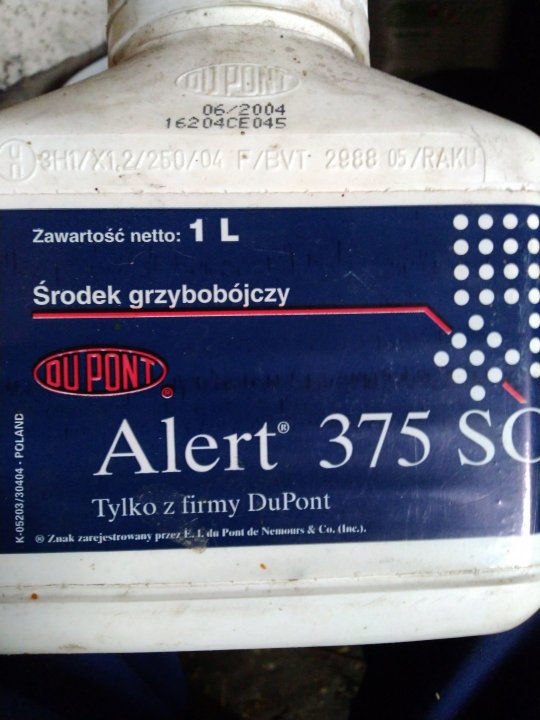 DU PONT
06/2004
16204CE045
3H1/X1,2/250/04 F/BVT 2988 05/RAKU
Zawartość netto: 1 L
Środek grzybobójczy
DU PONT ®
Alert® 375 SC
Tylko z firmy DuPont
® Znak zarejestrowany przez E. I. du Pont de Nemours & Co. (Inc.).
K-05203/30404 - POLAND